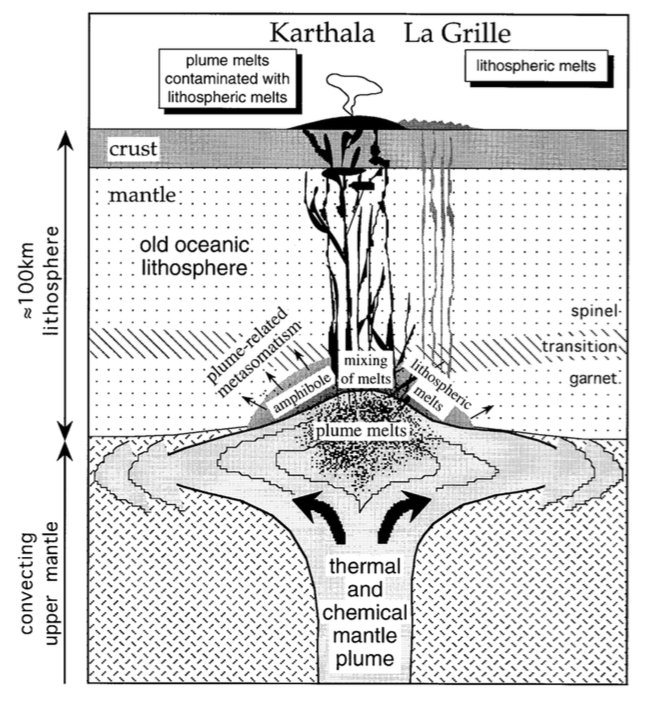 Karthala La Grille
plume melts
contaminated with
lithospheric melts
lithospheric melts
crust
mantle
old oceanic
lithosphere
≈100km
lithosphere
spinel
transition
garnet
plume-related
metasomatism
amphibole
mixing
of melts
lithospheric
melts
plume melts
convecting
upper mantle
thermal
and
chemical
mantle
plume